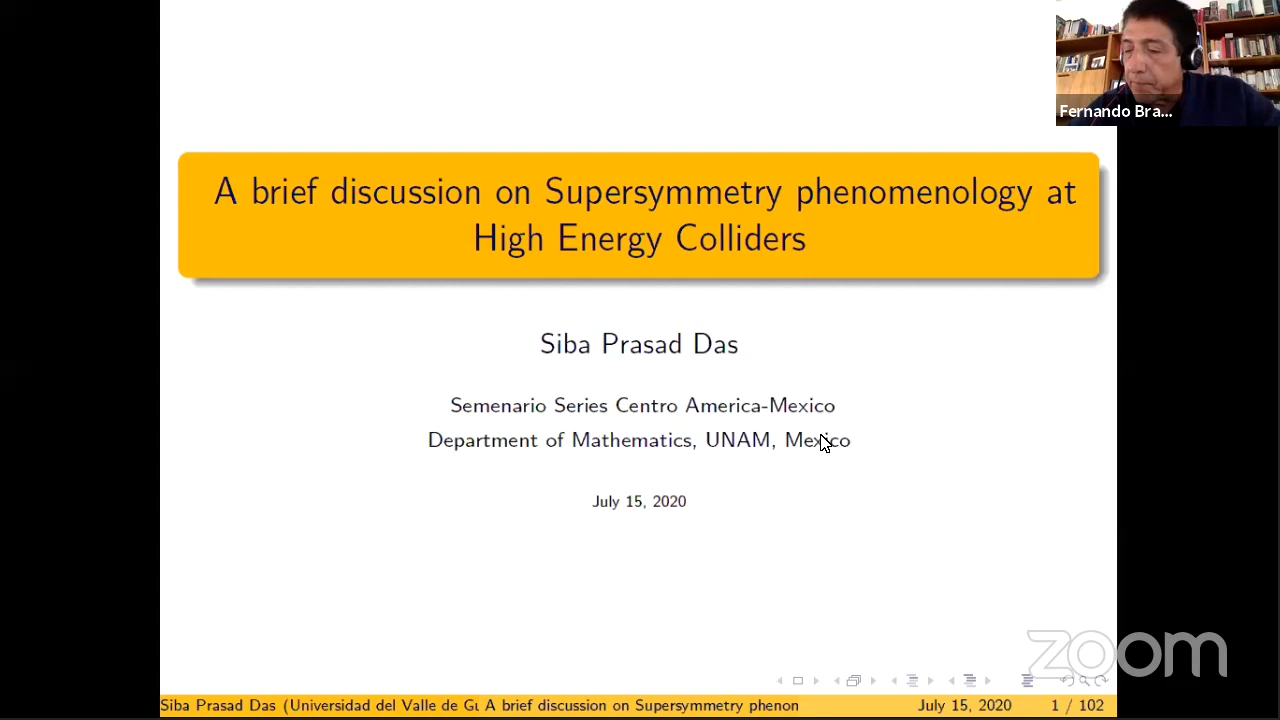 Fernando Bra...
A brief discussion on Supersymmetry phenomenology at
High Energy Colliders
Siba Prasad Das
Semenario Series Centro America-Mexico
Department of Mathematics, UNAM, Mexico
July 15, 2020
zoom
Siba Prasad Das (Universidad del Valle de Gu A brief discussion on Supersymmetry phenon July 15, 2020 1 / 102